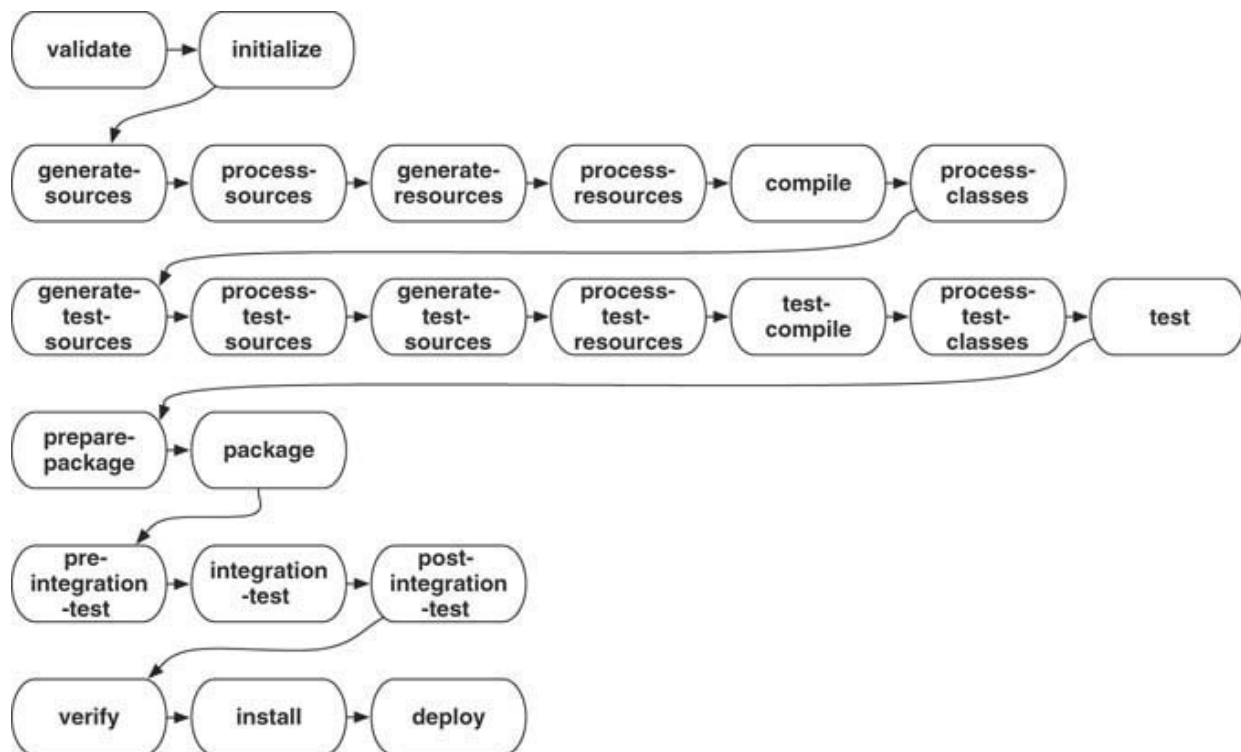 validate
initialize
generate-
sources
process-
sources
generate-
resources
process-
resources
compile
process-
classes
generate-
test-
sources
process-
test-
sources
generate-
test-
sources
process-
test-
resources
test-
compile
process-
test-
classes
test
prepare-
package
package
pre-
integration
-test
integration
-test
post-
integration
-test
verify
install
deploy